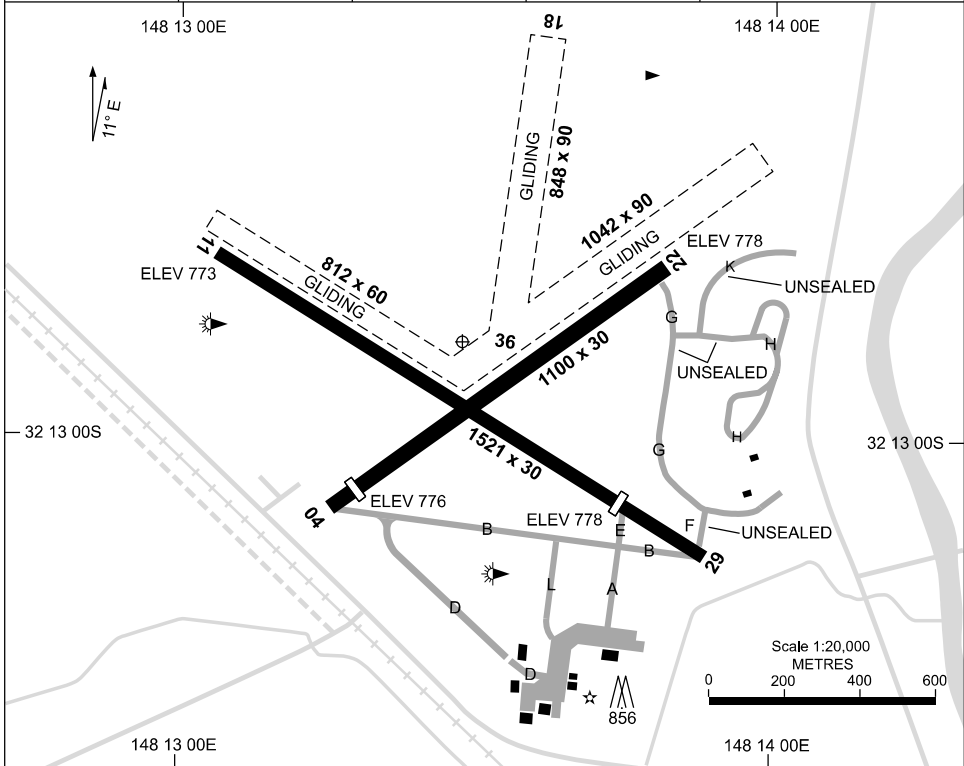 148 13 00E
148 14 00E
18
11° E
GLIDING
848 x 90
1042 x 90
GLIDING
ELEV 778
22
11
ELEV 773
812 x 60
GLIDING
K
UNSEALED
G
36
1100 x 30
H
UNSEALED
32 13 00S
32 13 00S
1521 x 30
H
G
04
ELEV 776
B
ELEV 778
E
F
UNSEALED
B
29
L
A
D
D
856
Scale 1:20,000
METRES
0 200 400 600
148 13 00E
148 14 00E